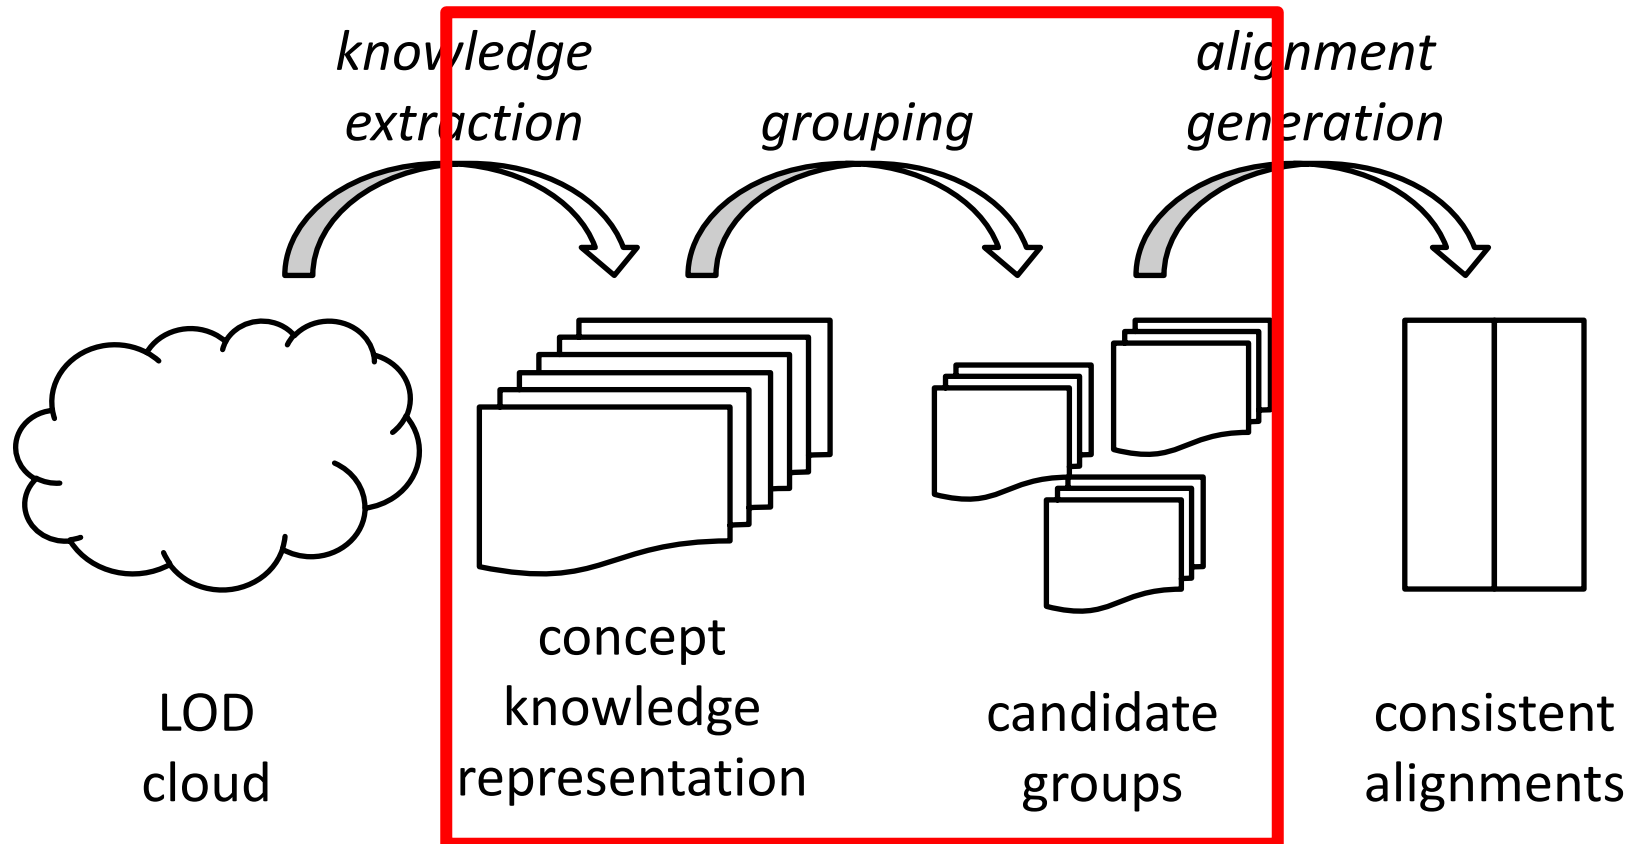 knowledge
extraction
grouping
alignment
generation
LOD
cloud
concept
knowledge
representation
candidate
groups
consistent
alignments